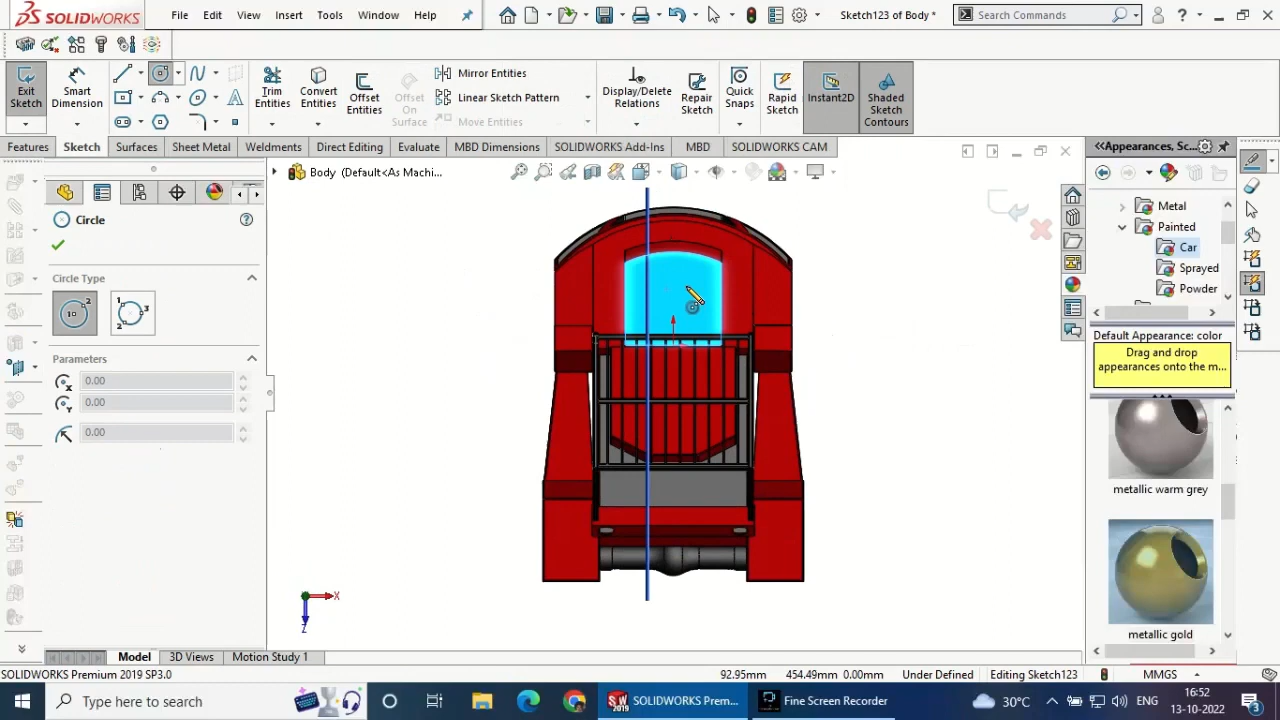 SOLIDWORKS
File Edit View Insert Tools Window Help
Sketch123 of Body *
Search Commands
Exit Sketch
Smart Dimension
Trim Entities
Convert Entities
Offset Entities
Offset On Surface
Mirror Entities
Linear Sketch Pattern
Move Entities
Display/Delete Relations
Repair Sketch
Quick Snaps
Rapid Sketch
Instant2D
Shaded Sketch Contours
Features Sketch Surfaces Sheet Metal Weldments Direct Editing Evaluate MBD Dimensions SOLIDWORKS Add-Ins MBD SOLIDWORKS CAM
Body (Default<As Machi...
Circle
Circle Type
Parameters
0.00
0.00
0.00
X
Z
<<Appearances, Sc...
Metal
Painted
Car
Sprayed
Powder
Default Appearance: color
Drag and drop
appearances onto the m...
metallic warm grey
metallic gold
Model 3D Views Motion Study 1
SOLIDWORKS Premium 2019 SP3.0
92.95mm 454.49mm 0.00mm Under Defined Editing Sketch123 MMGS
Type here to search
SOLIDWORKS Prem...
Fine Screen Recorder
30°C
ENG
16:52
13-10-2022
3